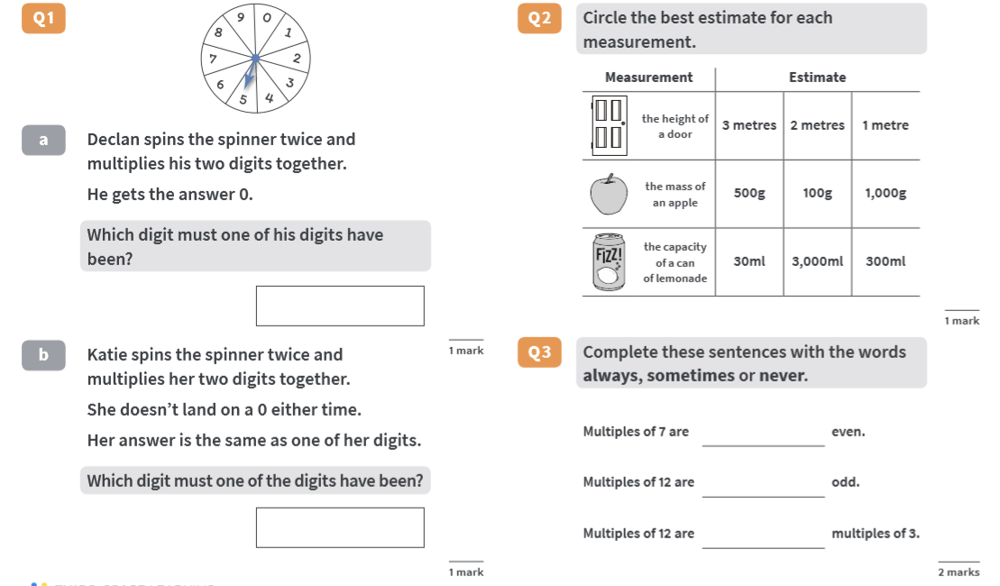 Q1
9 0
8 1
7 2
6 3
5 4
a
Declan spins the spinner twice and
multiplies his two digits together.
He gets the answer 0.
Which digit must one of his digits have
been?
1 mark
b
Katie spins the spinner twice and
multiplies her two digits together.
She doesn’t land on a 0 either time.
Her answer is the same as one of her digits.
Which digit must one of the digits have been?
1 mark
Q2
Circle the best estimate for each
measurement.
Measurement Estimate
the height of
a door
3 metres 2 metres 1 metre
the mass of
an apple
500g 100g 1,000g
FIZZ!
the capacity
of a can
of lemonade
30ml 3,000ml 300ml
1 mark
Q3
Complete these sentences with the words
always, sometimes or never.
Multiples of 7 are even.
Multiples of 12 are odd.
Multiples of 12 are multiples of 3.
2 marks